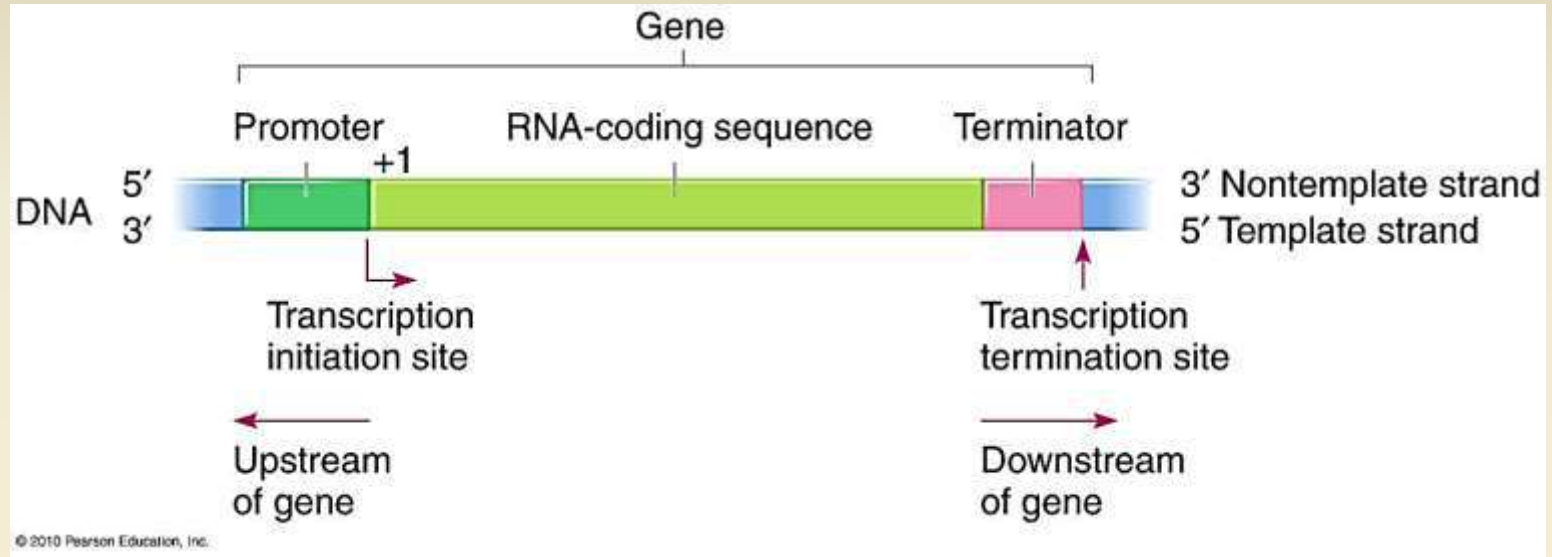 Gene
Promoter
RNA-coding sequence
Terminator
+1
DNA
5′
3′
3′ Nontemplate strand
5′ Template strand
Transcription
initiation site
Transcription
termination site
Upstream
of gene
Downstream
of gene
© 2010 Pearson Education, Inc.